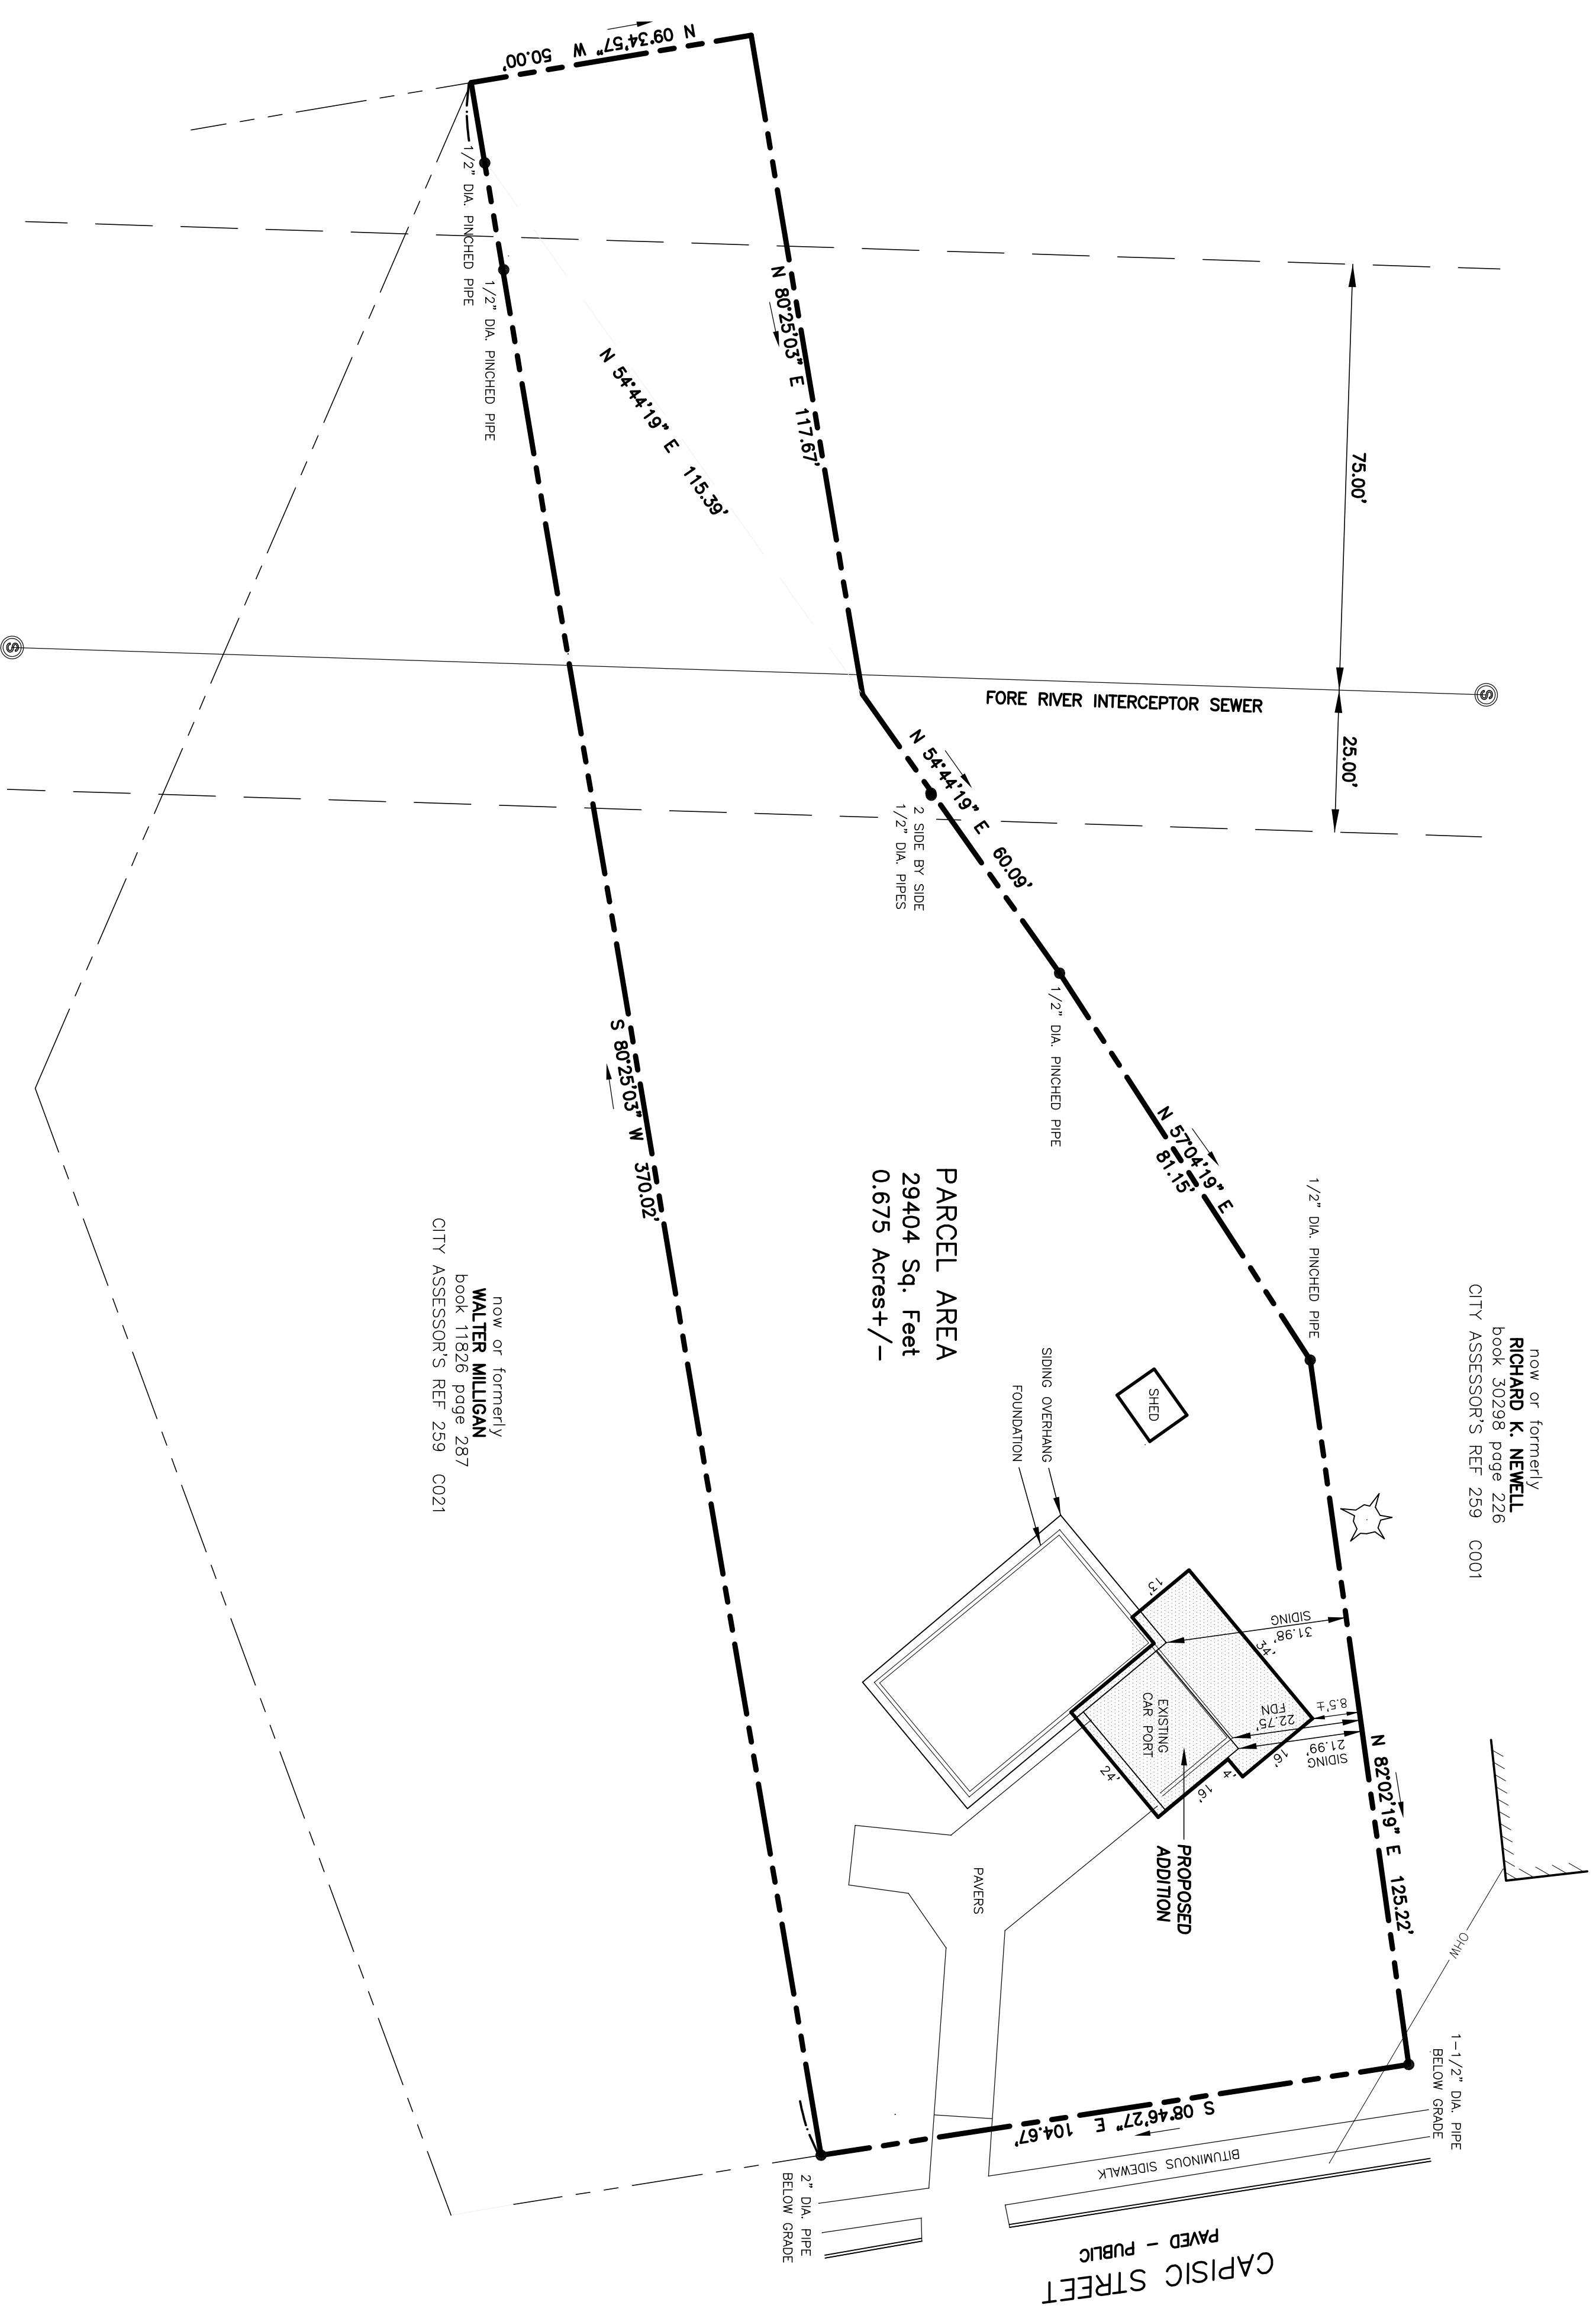 N 09°34'57" W 50.00'
1/2" DIA. PINCHED PIPE
1/2" DIA. PINCHED PIPE
N 80°25'03" E 117.67'
N 54°44'19" E 115.39'
75.00'
25.00'
S
FORE RIVER INTERCEPTOR SEWER
S
N 54°44'19" E 60.09'
2 SIDE BY SIDE
1/2" DIA. PIPES
1/2" DIA. PINCHED PIPE
N 57°04'19" E
81.15'
1/2" DIA. PINCHED PIPE
S 80°25'03" W 370.02'
PARCEL AREA
29404 Sq. Feet
0.675 Acres+/-
now or formerly
RICHARD K. NEWELL
book 30298 page 226
CITY ASSESSOR'S REF 259 C001
now or formerly
WALTER MILLIGAN
book 11826 page 287
CITY ASSESSOR'S REF 259 C021
SHED
SIDING OVERHANG
FOUNDATION
13'
34'
SIDING
31.98'
8.5'±
FDN
22.75'
21.99'
SIDING
16'
4'
16'
24'
EXISTING
CAR PORT
PROPOSED
ADDITION
PAVERS
N 82°02'19" E 125.22'
OHW
1-1/2" DIA. PIPE
BELOW GRADE
S 08°46'27" E 104.67'
BITUMINOUS SIDEWALK
2" DIA. PIPE
BELOW GRADE
PAVED - PUBLIC
CAPISIC STREET